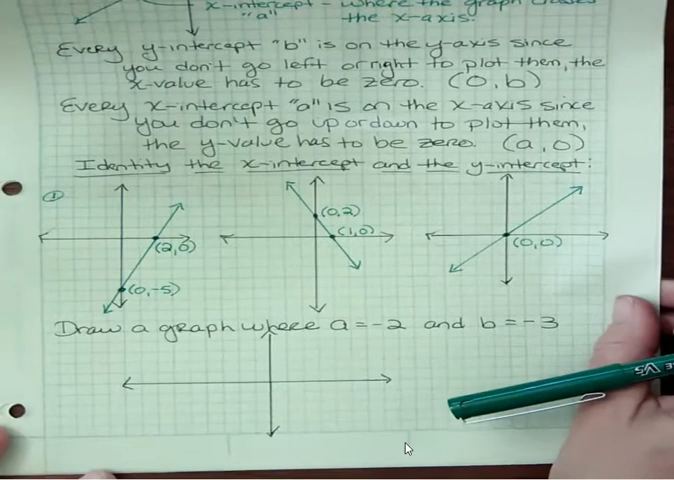 x-intercept - where the graph crosses
"a" the x-axis.
Every y-intercept "b" is on the y-axis since
you don't go left or right to plot them, the
x-value has to be zero. (0, b)
Every x-intercept "a" is on the x-axis since
you don't go up or down to plot them,
the y-value has to be zero. (a, 0)
Identity the x-intercept and the y-intercept:
①
(2,0)
(0,-5)
(0,2)
(1,0)
(0,0)
Draw a graph where a = -2 and b = -3
V5